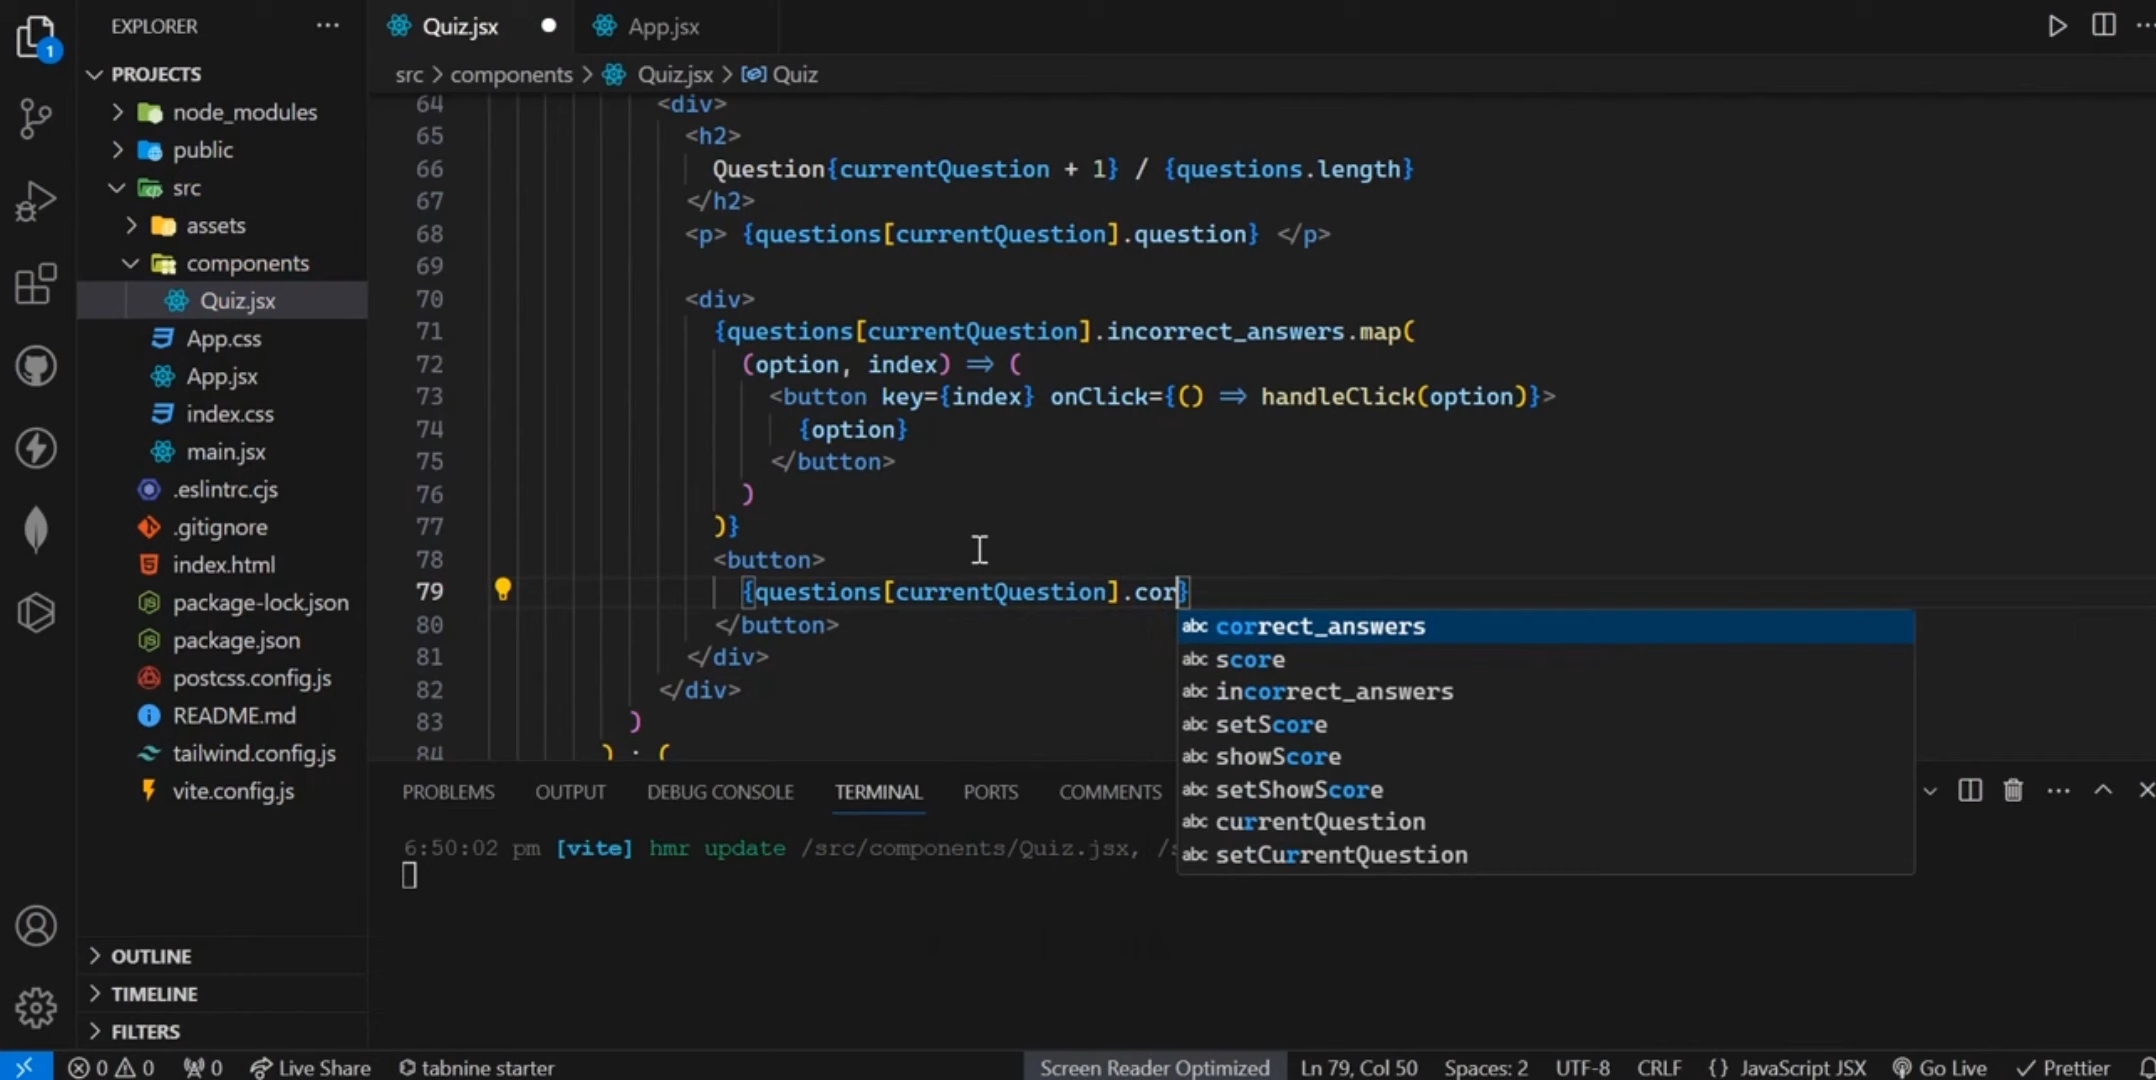 EXPLORER
Quiz.jsx
App.jsx
1
PROJECTS
src > components > Quiz.jsx > Quiz
node_modules
public
src
assets
components
Quiz.jsx
App.css
App.jsx
index.css
main.jsx
.eslintrc.cjs
.gitignore
index.html
package-lock.json
package.json
postcss.config.js
README.md
tailwind.config.js
vite.config.js
OUTLINE
TIMELINE
FILTERS
64 <div>
65 <h2>
66 Question{currentQuestion + 1} / {questions.length}
67 </h2>
68 <p> {questions[currentQuestion].question} </p>
69
70 <div>
71 {questions[currentQuestion].incorrect_answers.map(
72 (option, index) => (
73 <button key={index} onClick={() => handleClick(option)}>
74 {option}
75 </button>
76 )
77 )}
78 <button>
79 {questions[currentQuestion].cor}
80 </button>
81 </div>
82 </div>
83 )
84 ) : (
abc correct_answers
abc score
abc incorrect_answers
abc setScore
abc showScore
abc setShowScore
abc currentQuestion
abc setCurrentQuestion
PROBLEMS OUTPUT DEBUG CONSOLE TERMINAL PORTS COMMENTS
6:50:02 pm [vite] hmr update /src/components/Quiz.jsx, /s
0 0 0 Live Share tabnine starter Screen Reader Optimized Ln 79, Col 50 Spaces: 2 UTF-8 CRLF {} JavaScript JSX Go Live Prettier